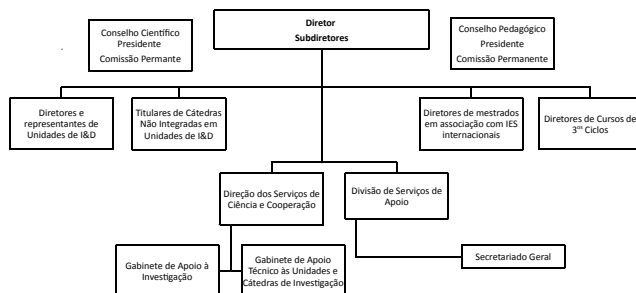 Diretor
Subdiretores
Conselho Científico
Presidente
Comissão Permante
Conselho Pedagógico
Presidente
Comissão Permanente
Diretores e
representantes de
Unidades de I&D
Titulares de Cátedras
Não Integradas em
Unidades de I&D
Diretores de mestrados
em associação com IES
internacionais
Diretores de Cursos de
3ºs Ciclos
Direção dos Serviços de
Ciência e Cooperação
Divisão de Serviços de
Apoio
Gabinete de Apoio à
Investigação
Gabinete de Apoio
Técnico às Unidades e
Cátedras de Investigação
Secretariado Geral